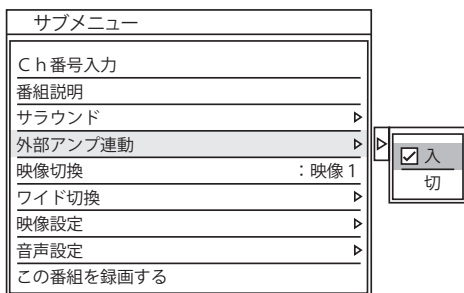 サブメニュー
Ｃｈ番号入力
番組説明
サラウンド
外部アンプ連動
映像切換 ：映像１
ワイド切換
映像設定
音声設定
この番組を録画する
入
切